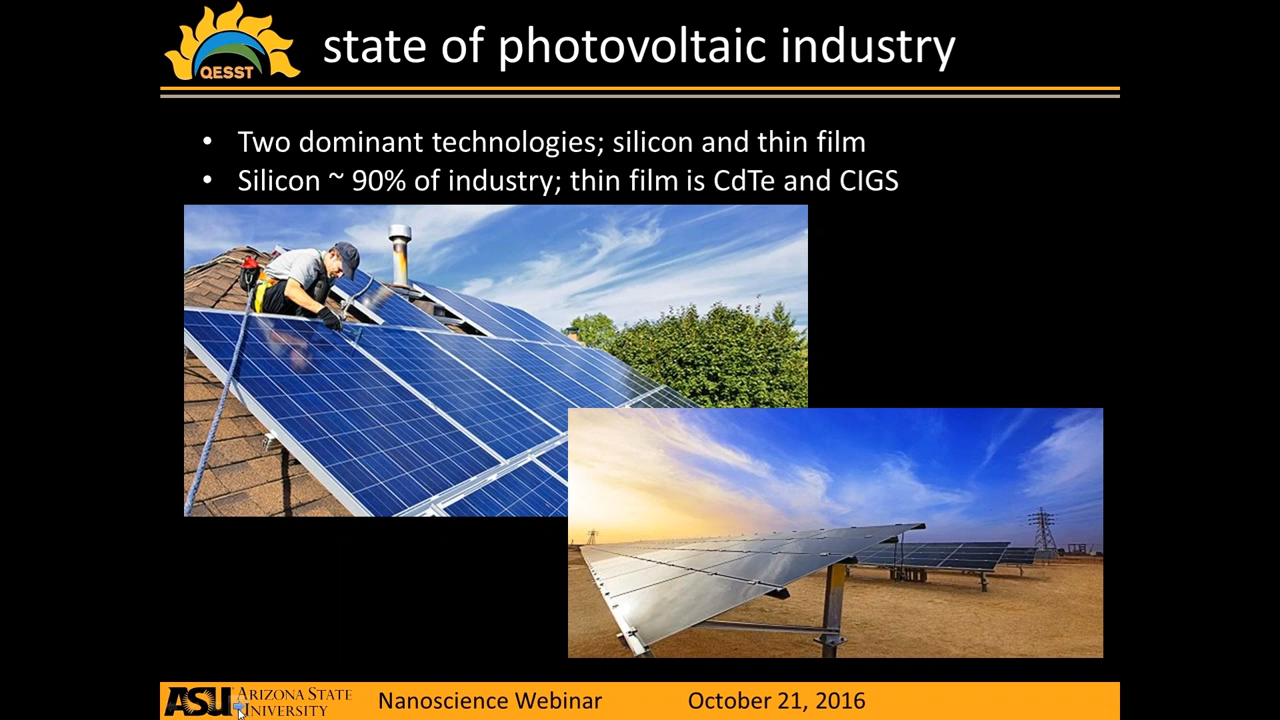 QESST
state of photovoltaic industry
• Two dominant technologies; silicon and thin film
• Silicon ~ 90% of industry; thin film is CdTe and CIGS
ASU ARIZONA STATE
UNIVERSITY
Nanoscience Webinar
October 21, 2016